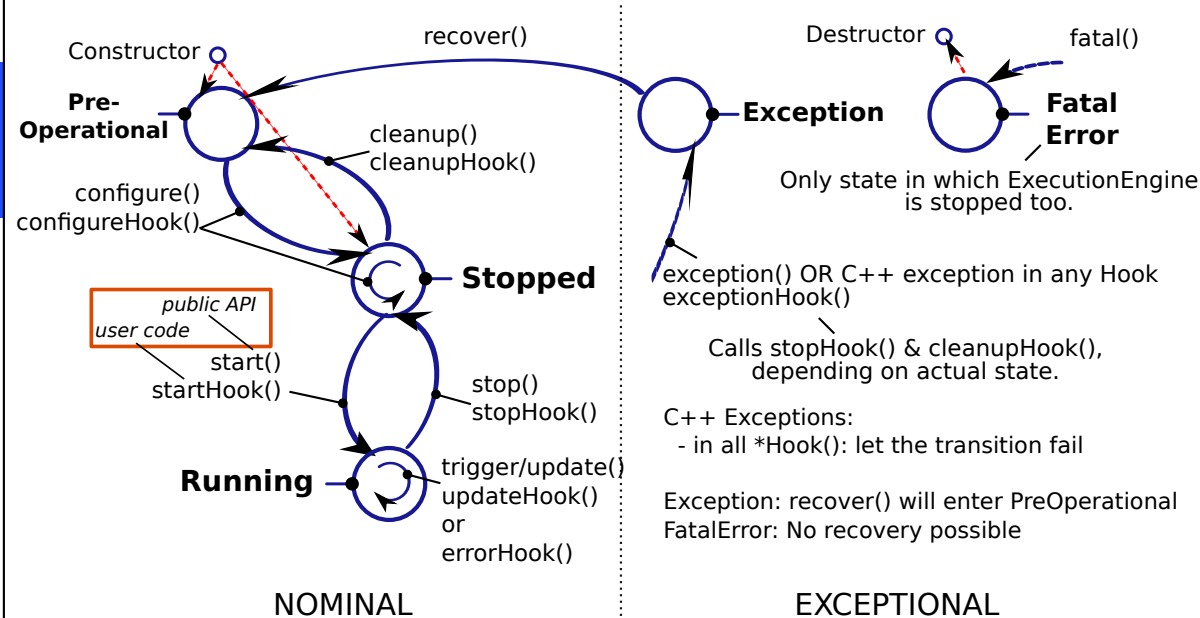 Constructor
recover()
Destructor
fatal()
Pre-
Operational
Exception
Fatal
Error
cleanup()
cleanupHook()
configure()
configureHook()
Only state in which ExecutionEngine
is stopped too.
Stopped
exception() OR C++ exception in any Hook
exceptionHook()
public API
user code
start()
startHook()
Calls stopHook() & cleanupHook(),
depending on actual state.
stop()
stopHook()
C++ Exceptions:
- in all *Hook(): let the transition fail
Running
trigger/update()
updateHook()
or
errorHook()
Exception: recover() will enter PreOperational
FatalError: No recovery possible
NOMINAL
EXCEPTIONAL